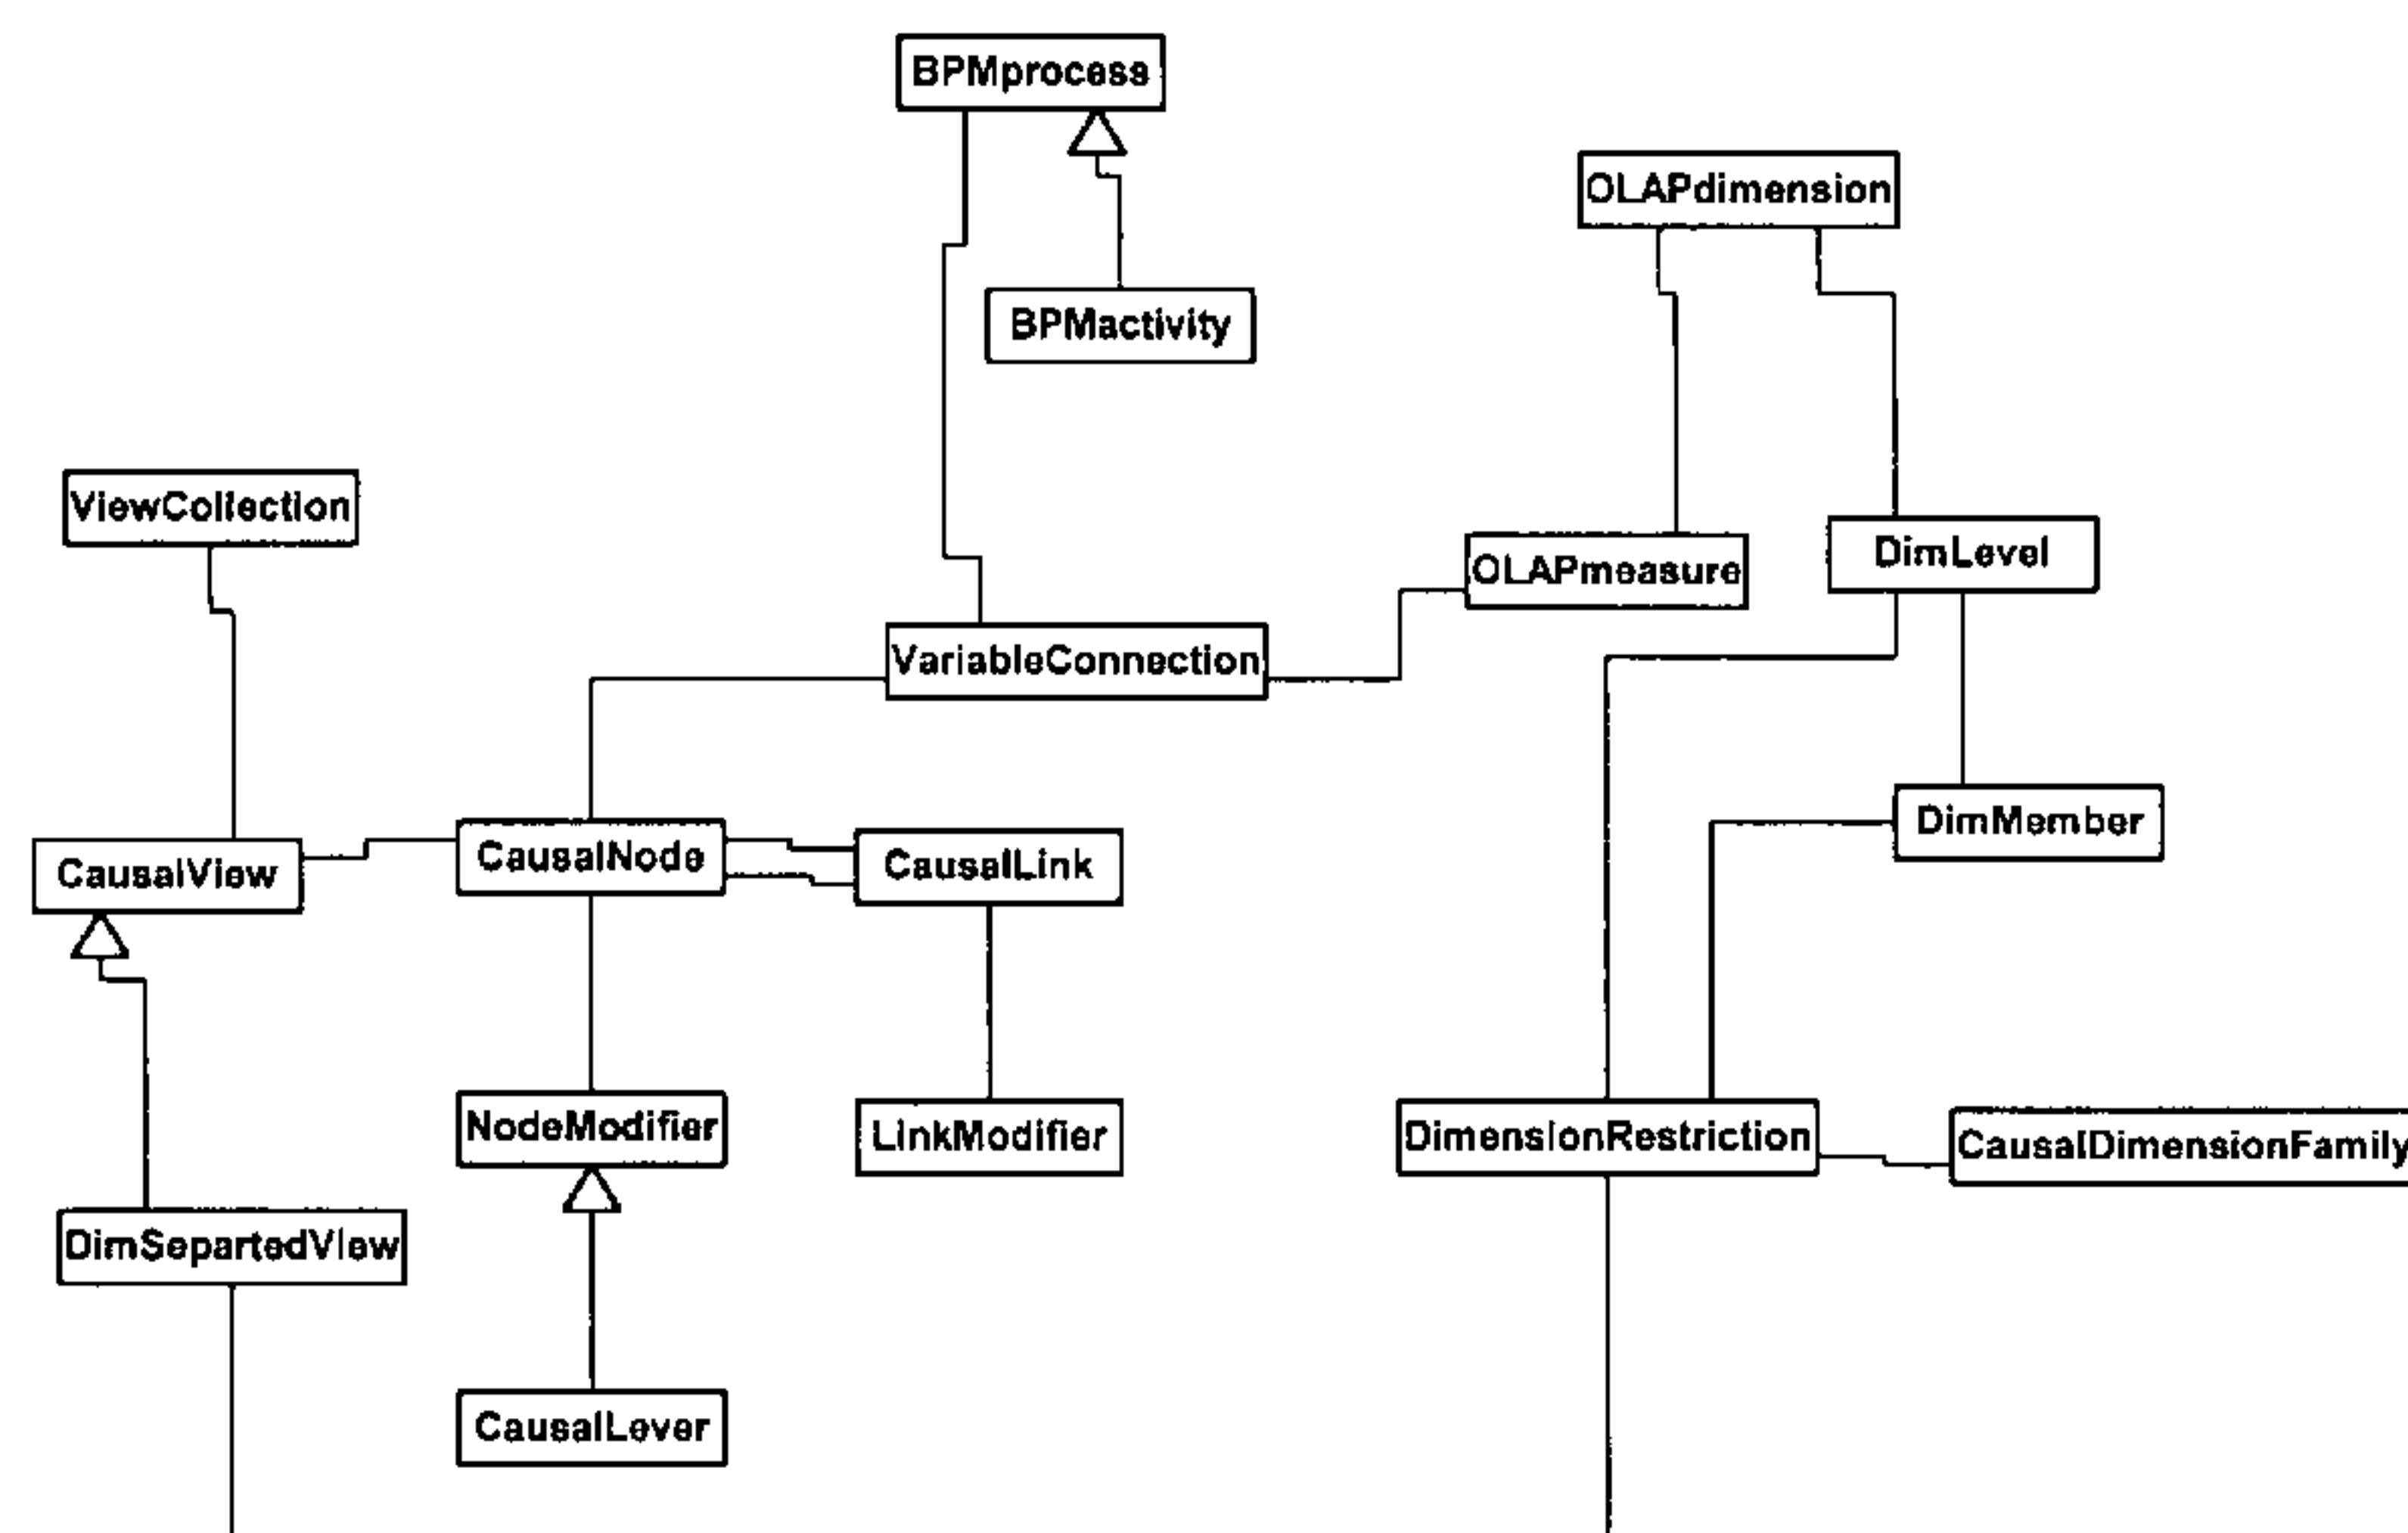 BPMprocess
OLAPdimension
BPMactivity
ViewCollection
DimLevel
OLAPmeasure
VariableConnection
DimMember
CausalNode
CausalLink
CausalView
NodeModifier
LinkModifier
DimensionRestriction
CausalDimensionFamily
DimSepartedView
CausalLever